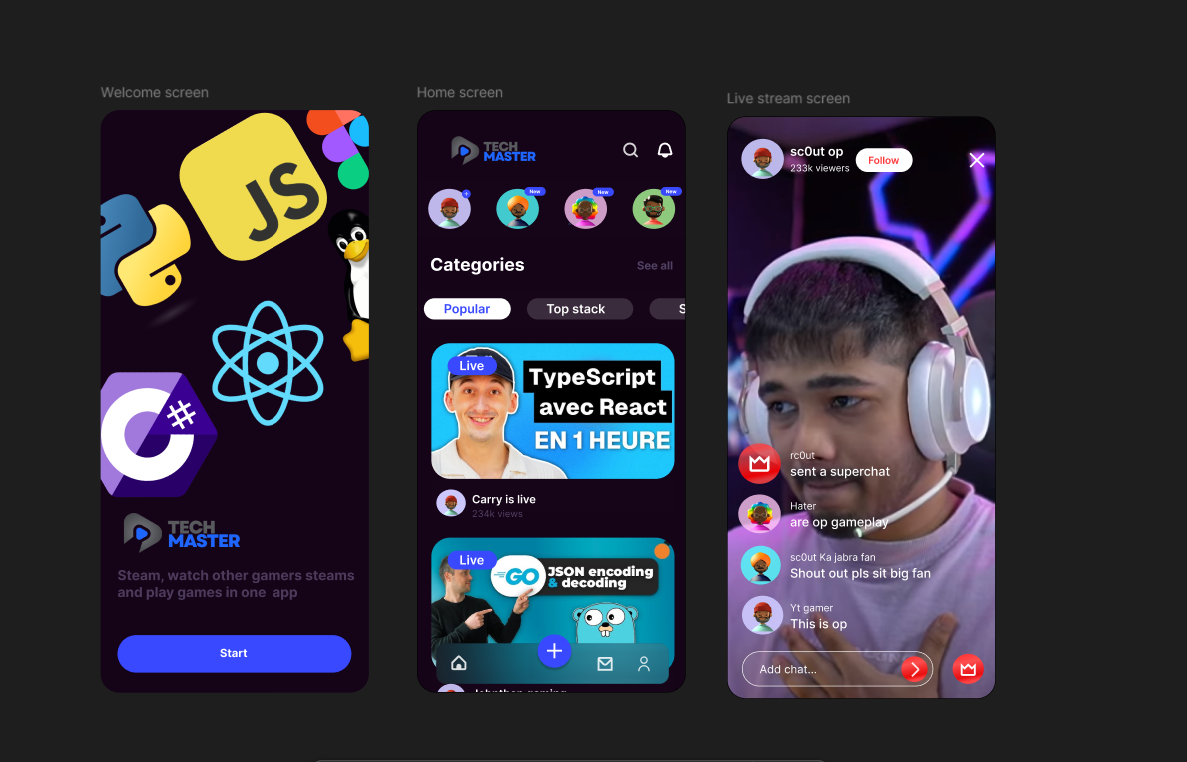 Welcome screen
JS
#
TECH
MASTER
Steam, watch other gamers steams
and play games in one app
Start
Home screen
TECH
MASTER
+
New
New
New
Categories
See all
Popular
Top stack
S
Live
TypeScript
avec React
EN 1 HEURE
Carry is live
234k views
Live
GO
JSON encoding
& decoding
Live stream screen
sc0ut op
233k viewers
Follow
rc0ut
sent a superchat
Hater
are op gameplay
sc0ut Ka jabra fan
Shout out pls sit big fan
Yt gamer
This is op
Add chat...